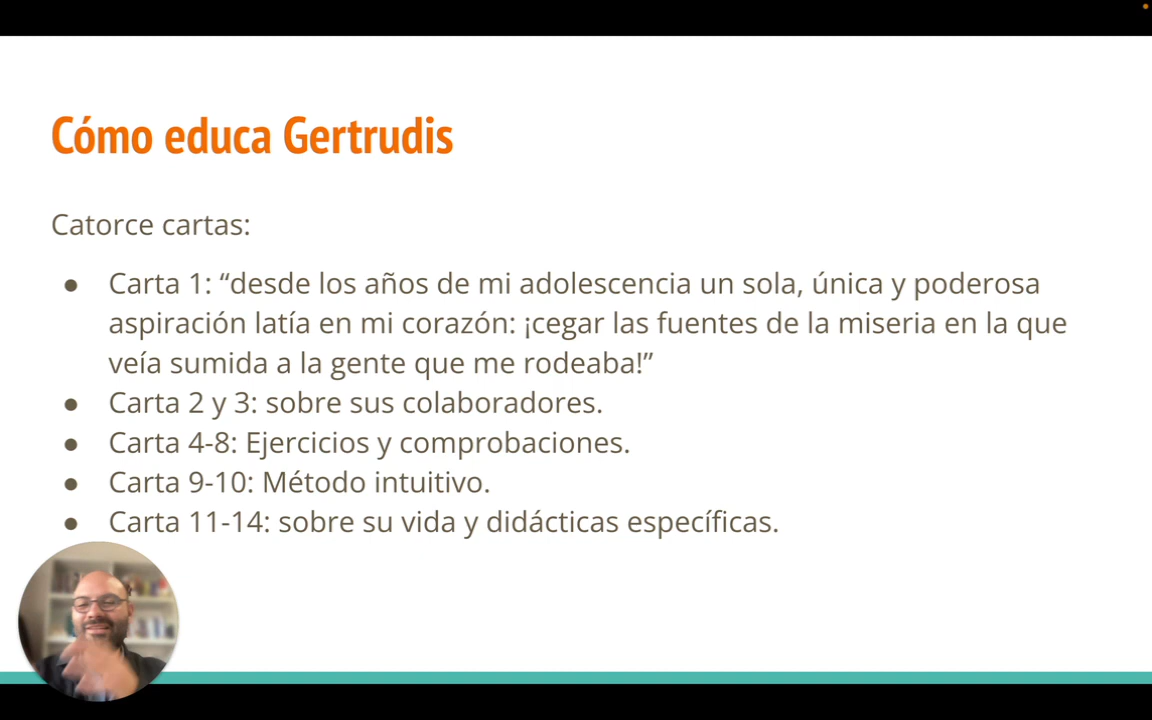 Cómo educa Gertrudis
Catorce cartas:
● Carta 1: “desde los años de mi adolescencia un sola, única y poderosa
aspiración latía en mi corazón: ¡cegar las fuentes de la miseria en la que
veía sumida a la gente que me rodeaba!”
● Carta 2 y 3: sobre sus colaboradores.
● Carta 4-8: Ejercicios y comprobaciones.
● Carta 9-10: Método intuitivo.
● Carta 11-14: sobre su vida y didácticas específicas.